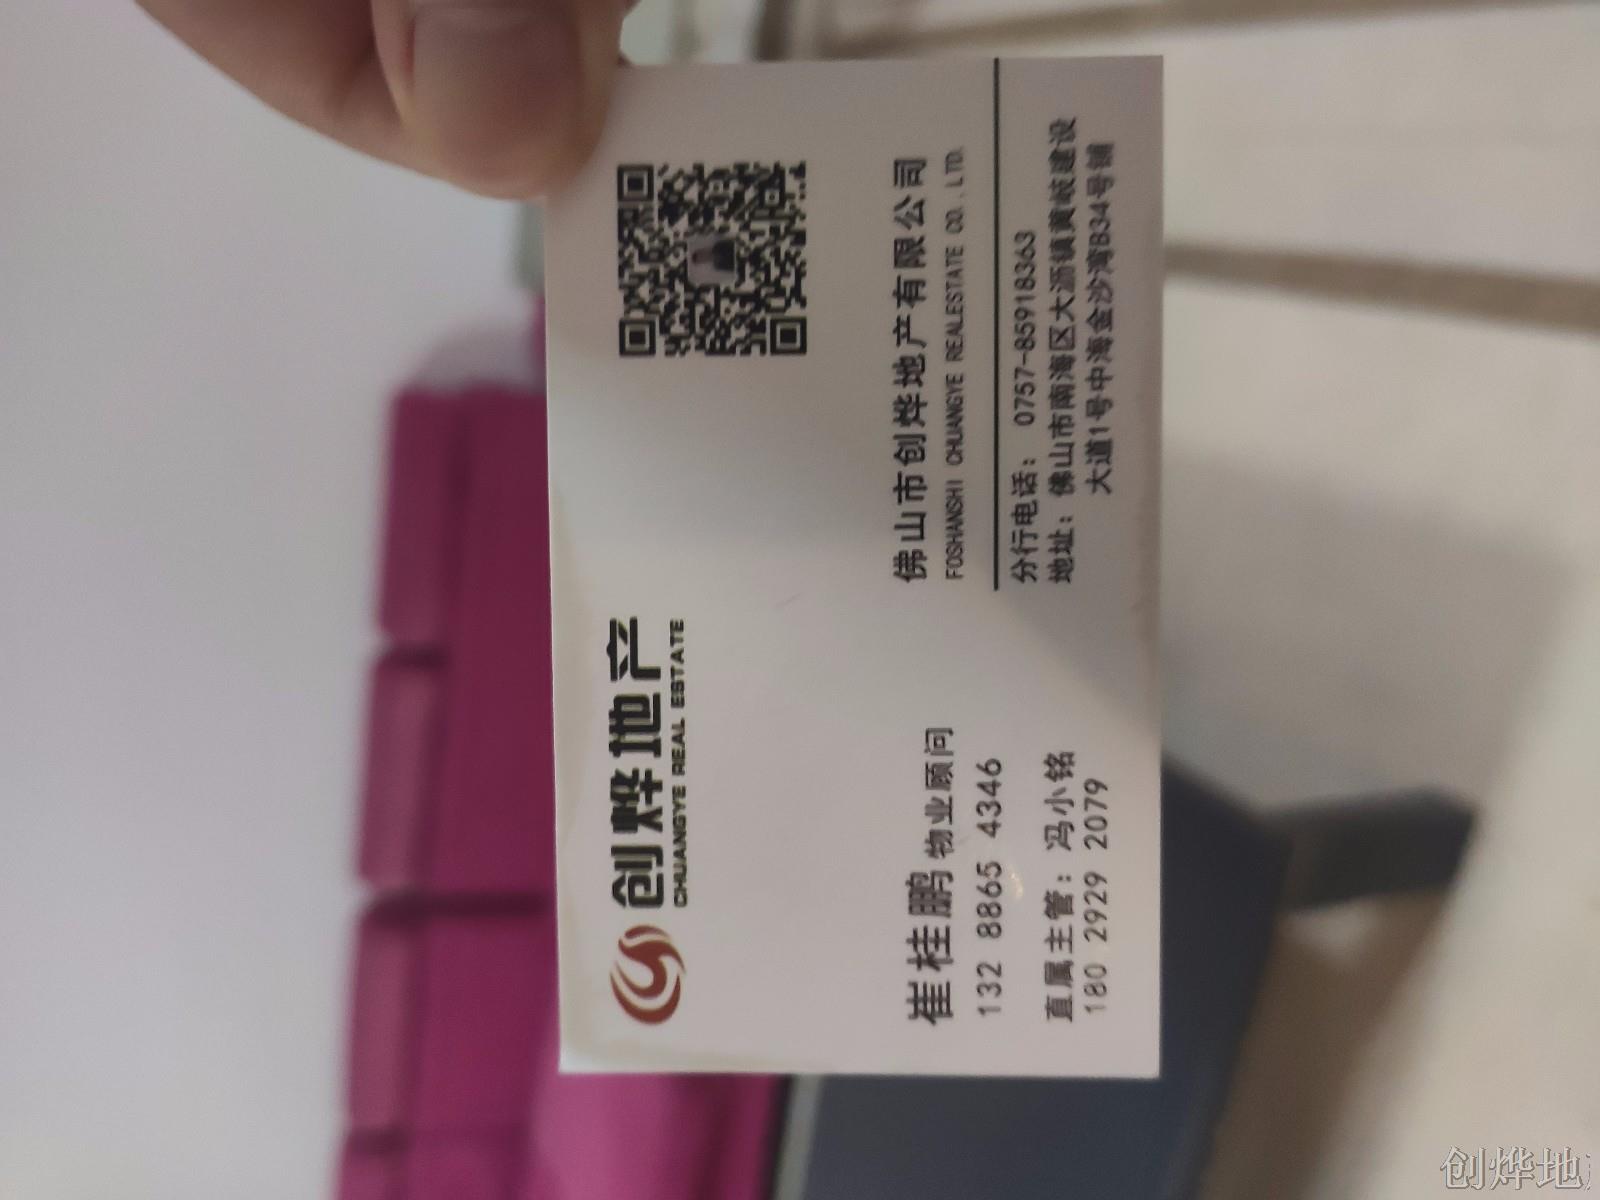 创烨地产
CHUANGYE REAL ESTATE
崔桂鹏 物业顾问
132 8865 4346
直属主管：冯小铭
180 2929 2079
佛山市创烨地产有限公司
FOSHANSHI CHUANGYE REALESTATE CO.,LTD.
分行电话：0757-85918363
地址：佛山市南海区大沥镇黄岐建设
大道1号中海金沙湾B34号铺
创烨地